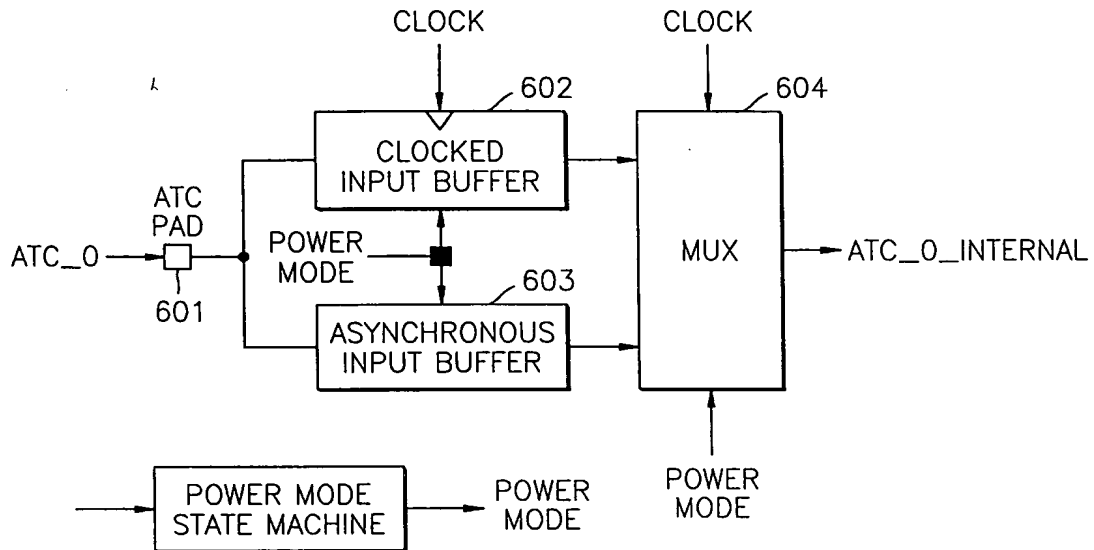 CLOCK
CLOCK
602
604
CLOCKED
INPUT BUFFER
ATC
PAD
ATC_0
601
POWER
MODE
MUX
ATC_0_INTERNAL
603
ASYNCHRONOUS
INPUT BUFFER
POWER MODE
STATE MACHINE
POWER
MODE
POWER
MODE